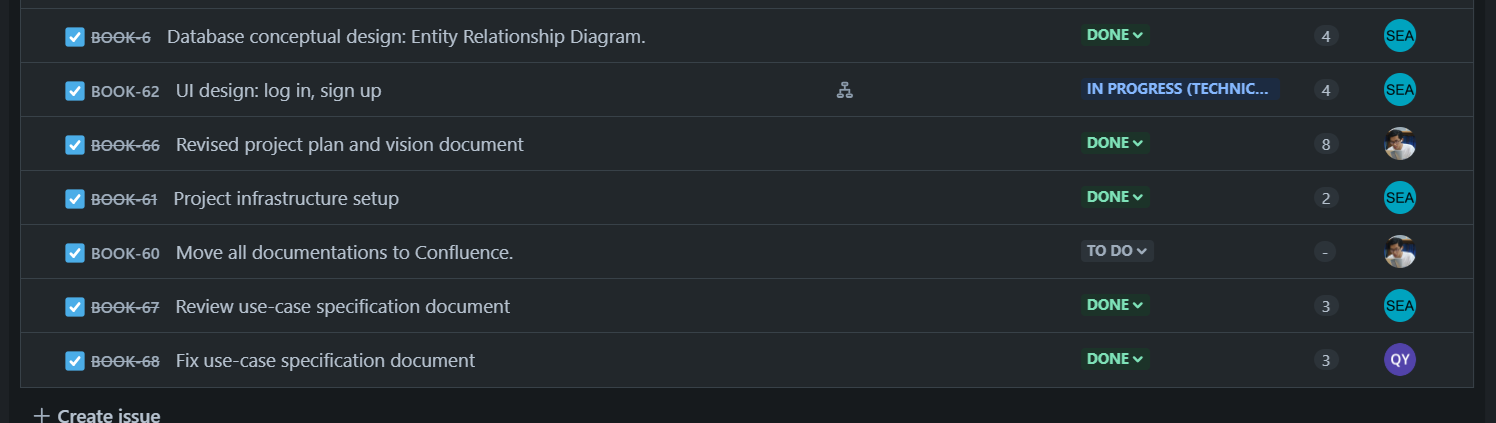 BOOK-6 Database conceptual design: Entity Relationship Diagram. DONE 4 SEA
BOOK-62 UI design: log in, sign up IN PROGRESS (TECHNIC... 4 SEA
BOOK-66 Revised project plan and vision document DONE 8
BOOK-61 Project infrastructure setup DONE 2 SEA
BOOK-60 Move all documentations to Confluence. TO DO -
BOOK-67 Review use-case specification document DONE 3 SEA
BOOK-68 Fix use-case specification document DONE 3 QY
+ Create issue